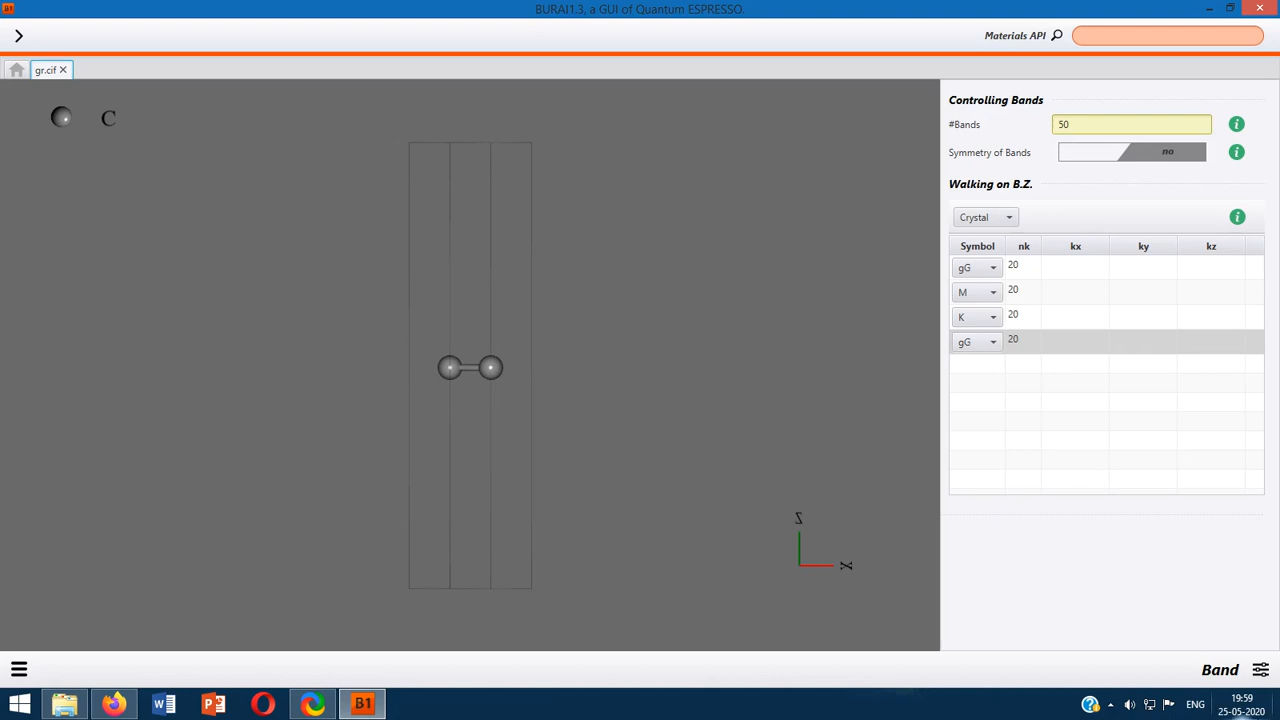 B1
BURAI1.3, a GUI of Quantum ESPRESSO.
Materials API
gr.cif
C
Controlling Bands
#Bands 50
Symmetry of Bands no
Walking on B.Z.
Crystal
Symbol nk kx ky kz
gG 20
M 20
K 20
gG 20
Z
X
Band
B1
ENG
19:59
25-05-2020